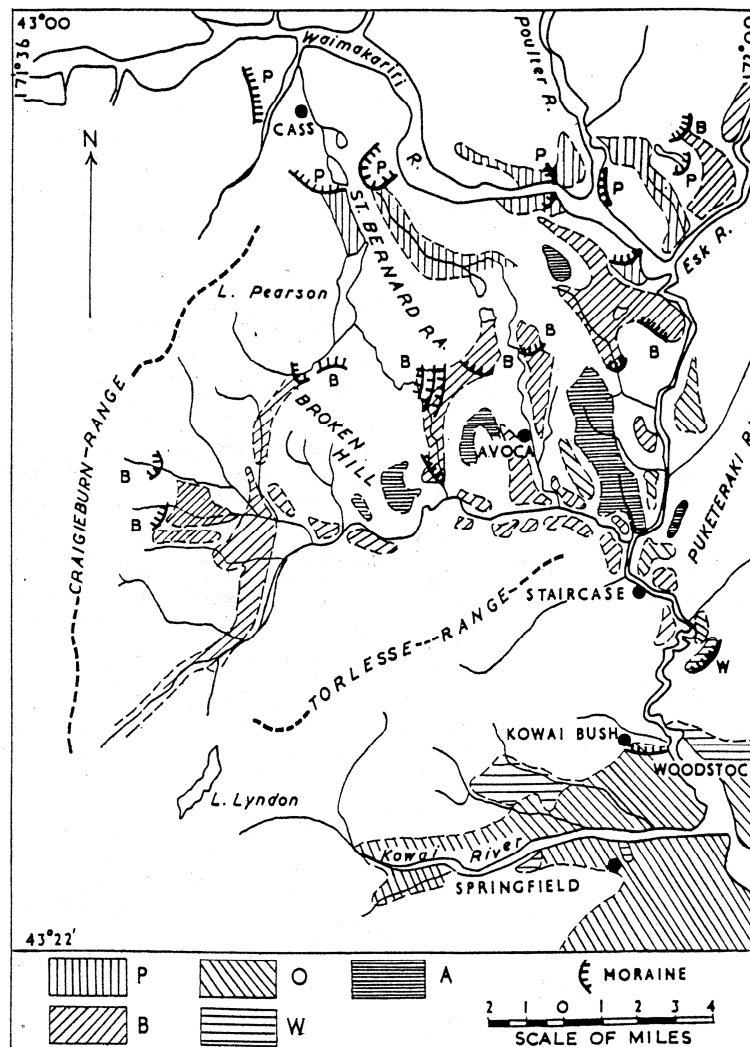 43°00
171°36
172°00
Waimakariri
R.
Poulter R.
P
CASS
N
B
P
P
P
P
ST. BERNARD RA.
Esk R.
L. Pearson
B
B
B
B
BROKEN HILL
AVOCA
CRAIGIEBURN-RANGE
B
B
PUKETERAKI R
STAIRCASE
TORLESSE---RANGE
W
KOWAI BUSH
WOODSTOC
L. Lyndon
Kowai River
SPRINGFIELD
43°22'
P
O
A
MORAINE
B
W
2 1 0 1 2 3 4
SCALE OF MILES